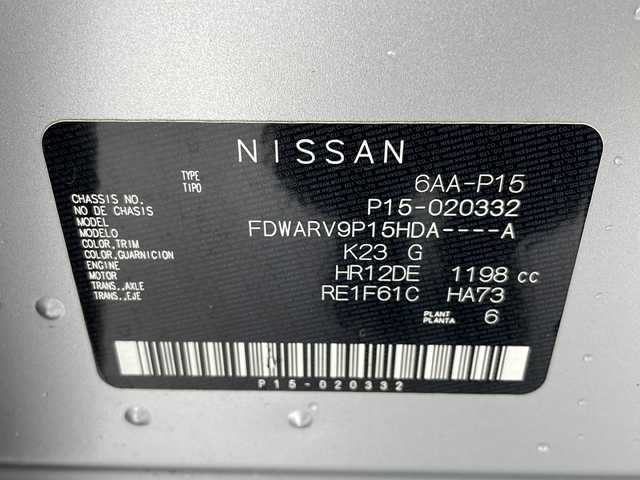 NISSAN
TYPE
TIPO 6AA-P15
CHASSIS NO.
NO DE CHASIS P15-020332
MODEL
MODELO FDWARV9P15HDA----A
COLOR,TRIM
COLOR,GUARNICION K23 G
ENGINE
MOTOR HR12DE 1198 cc
TRANS.,AXLE
TRANS.,EJE RE1F61C HA73
PLANT
PLANTA 6
P15-020332